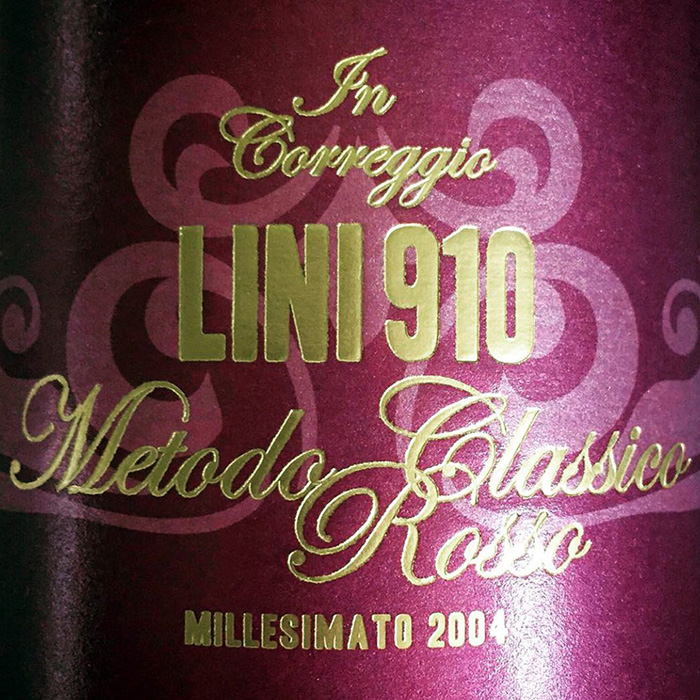 In
Correggio
LINI 910
Metodo Classico
Rosso
MILLESIMATO 2004